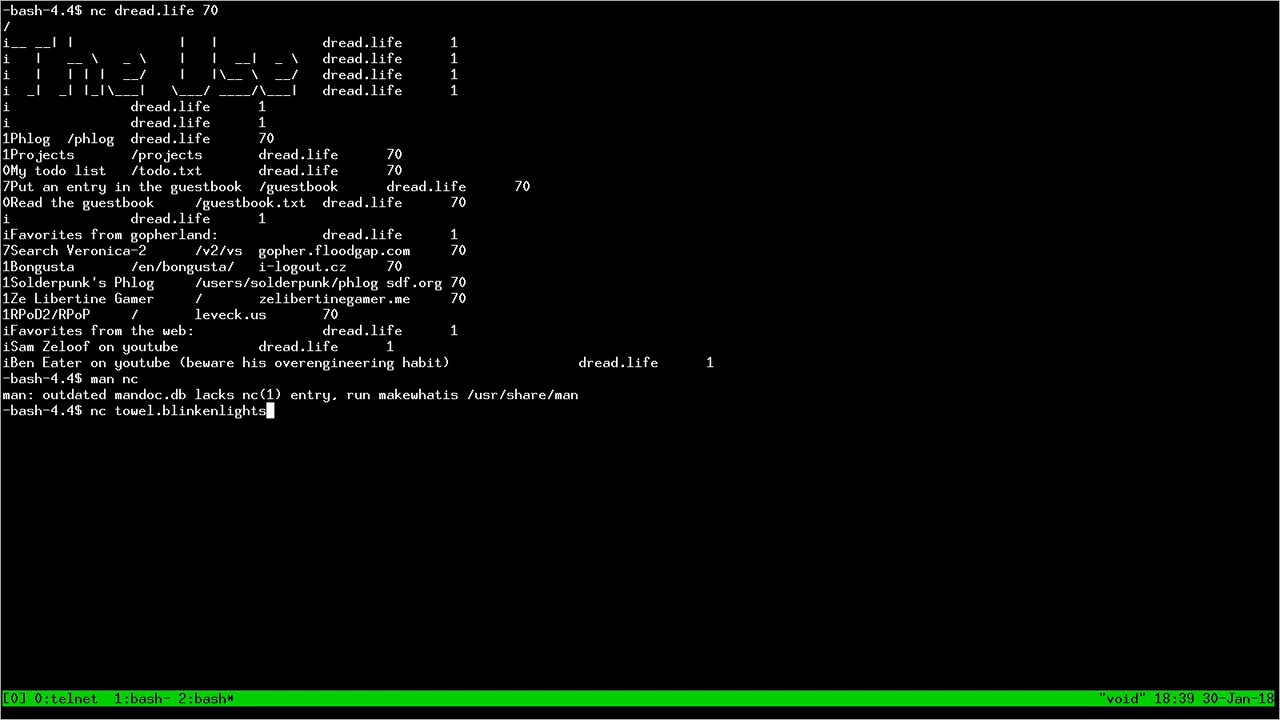 -bash-4.4$ nc dread.life 70
/
i__ __| |              |   |             dread.life      1
i   |    __ \   _ \    |   |  __|  _ \   dread.life      1
i   |   | | |   __/    |   |\__ \   __/   dread.life      1
i  _|  _| |_|\___|   \___/ ____/\___|   dread.life      1
i               dread.life      1
i               dread.life      1
1Phlog  /phlog  dread.life      70
1Projects       /projects       dread.life      70
0My todo list   /todo.txt       dread.life      70
7Put an entry in the guestbook  /guestbook      dread.life      70
0Read the guestbook     /guestbook.txt  dread.life      70
i               dread.life      1
iFavorites from gopherland:             dread.life      1
7Search Veronica-2      /v2/vs  gopher.floodgap.com     70
1Bongusta       /en/bongusta/   i-logout.cz     70
1Solderpunk's Phlog     /users/solderpunk/phlog sdf.org 70
1Ze Libertine Gamer     /       zelibertinegamer.me     70
1RPoD2/RPoP     /       leveck.us       70
iFavorites from the web:                dread.life      1
iSam Zeloof on youtube          dread.life      1
iBen Eater on youtube (beware his overengineering habit)                dread.life      1
-bash-4.4$ man nc
man: outdated mandoc.db lacks nc(1) entry, run makewhatis /usr/share/man
-bash-4.4$ nc towel.blinkenlights
[0] 0:telnet  1:bash- 2:bash* "void" 18:39 30-Jan-18